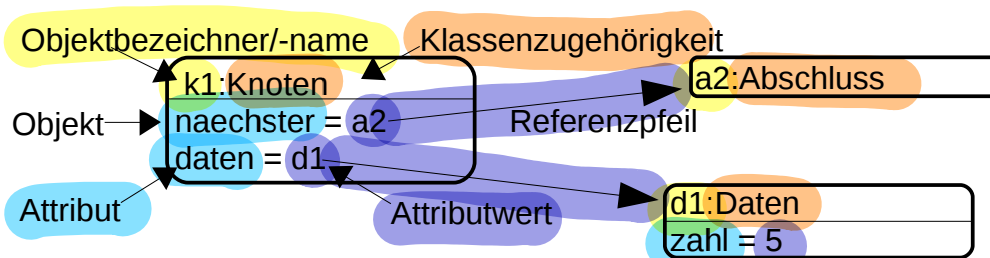 Objektbezeichner/-name
Klassenzugehörigkeit
k1:Knoten
a2:Abschluss
Objekt
naechster = a2
Referenzpfeil
daten = d1
Attribut
Attributwert
d1:Daten
zahl = 5